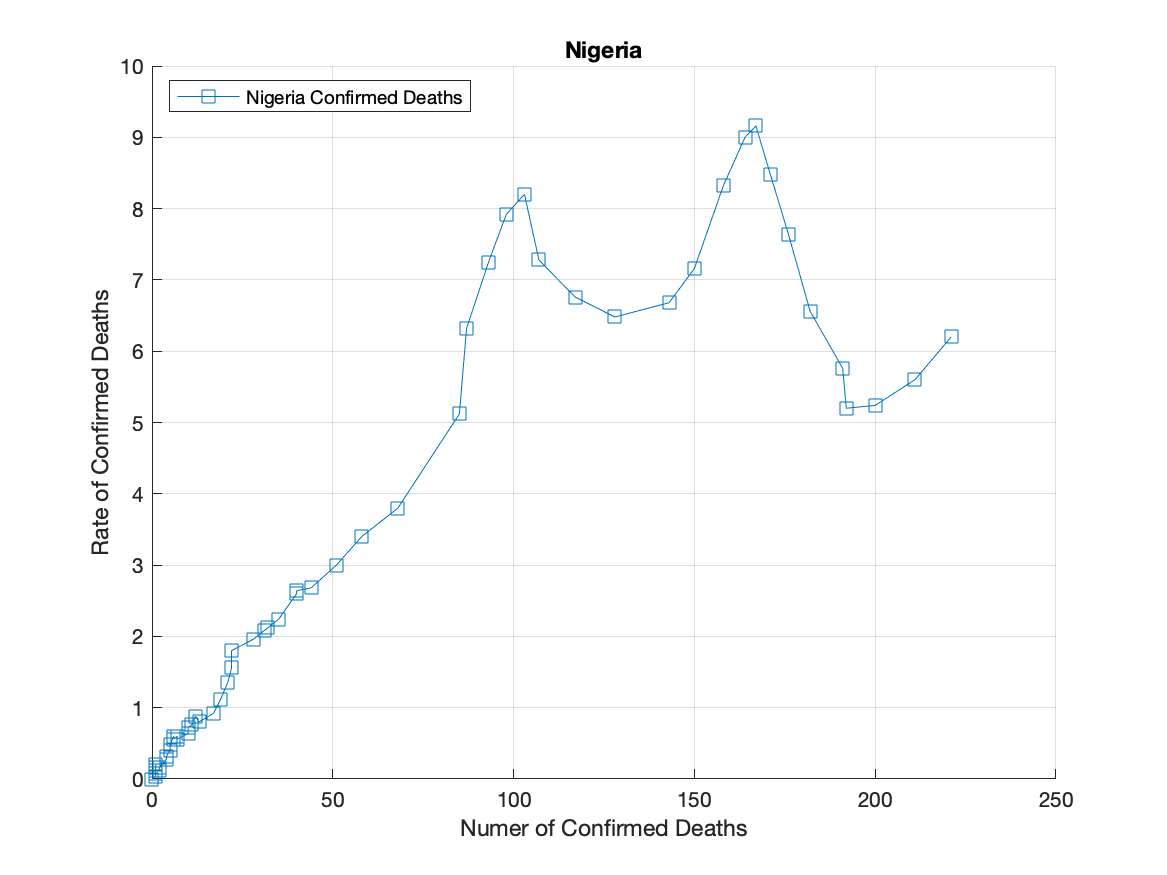 Nigeria
Nigeria Confirmed Deaths
10
9
8
7
6
5
4
3
2
1
0
0 50 100 150 200 250
Rate of Confirmed Deaths
Numer of Confirmed Deaths